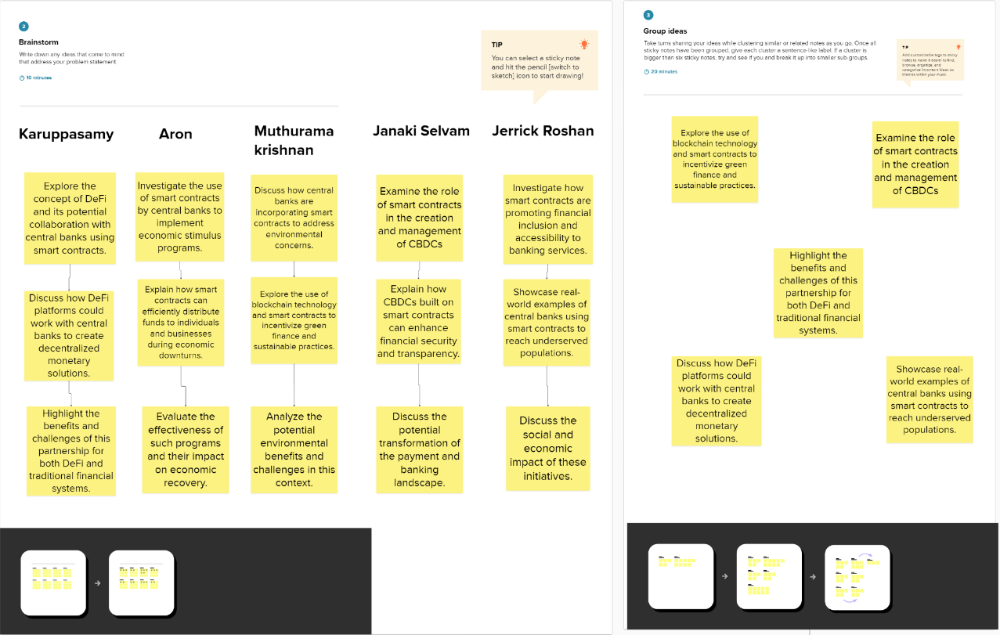 2
Brainstorm
Write down any ideas that come to mind
that address your problem statement.
10 minutes
TIP
You can select a sticky note
and hit the pencil [switch to
sketch] icon to start drawing!
Karuppasamy
Aron
Muthurama
krishnan
Janaki Selvam
Jerrick Roshan
Explore the
concept of DeFi
and its potential
collaboration with
central banks using
smart contracts.
Discuss how DeFi
platforms could
work with central
banks to create
decentralized
monetary
solutions.
Highlight the
benefits and
challenges of this
partnership for
both DeFi and
traditional financial
systems.
Investigate the use
of smart contracts
by central banks to
implement
economic stimulus
programs.
Explain how smart
contracts can
efficiently distribute
funds to individuals
and businesses
during economic
downturns.
Evaluate the
effectiveness of
such programs
and their impact
on economic
recovery.
Discuss how central
banks are
incorporating smart
contracts to address
environmental
concerns.
Explore the use of
blockchain technology
and smart contracts to
incentivize green
finance and
sustainable practices.
Analyze the
potential
environmental
benefits and
challenges in this
context.
Examine the role
of smart contracts
in the creation
and management
of CBDCs
Explain how
CBDCs built on
smart contracts
can enhance
financial security
and transparency.
Discuss the
potential
transformation of
the payment and
banking
landscape.
Investigate how
smart contracts are
promoting financial
inclusion and
accessibility to
banking services.
Showcase real-
world examples of
central banks using
smart contracts to
reach underserved
populations.
Discuss the
social and
economic
impact of these
initiatives.
3
Group ideas
Take turns sharing your ideas while clustering similar or related notes as you go. Once all
sticky notes have been grouped, give each cluster a sentence-like label. If a cluster is
bigger than six sticky notes, try and see if you and break it up into smaller sub-groups.
20 minutes
TIP
Add customizable tags to sticky
notes to make it easier to find,
browse, organize, and
categorize important ideas as
themes within your mural.
Explore the use of
blockchain technology
and smart contracts to
incentivize green
finance and
sustainable practices.
Examine the role
of smart contracts
in the creation
and management
of CBDCs
Highlight the
benefits and
challenges of this
partnership for
both DeFi and
traditional financial
systems.
Discuss how DeFi
platforms could
work with central
banks to create
decentralized
monetary
solutions.
Showcase real-
world examples of
central banks using
smart contracts to
reach underserved
populations.